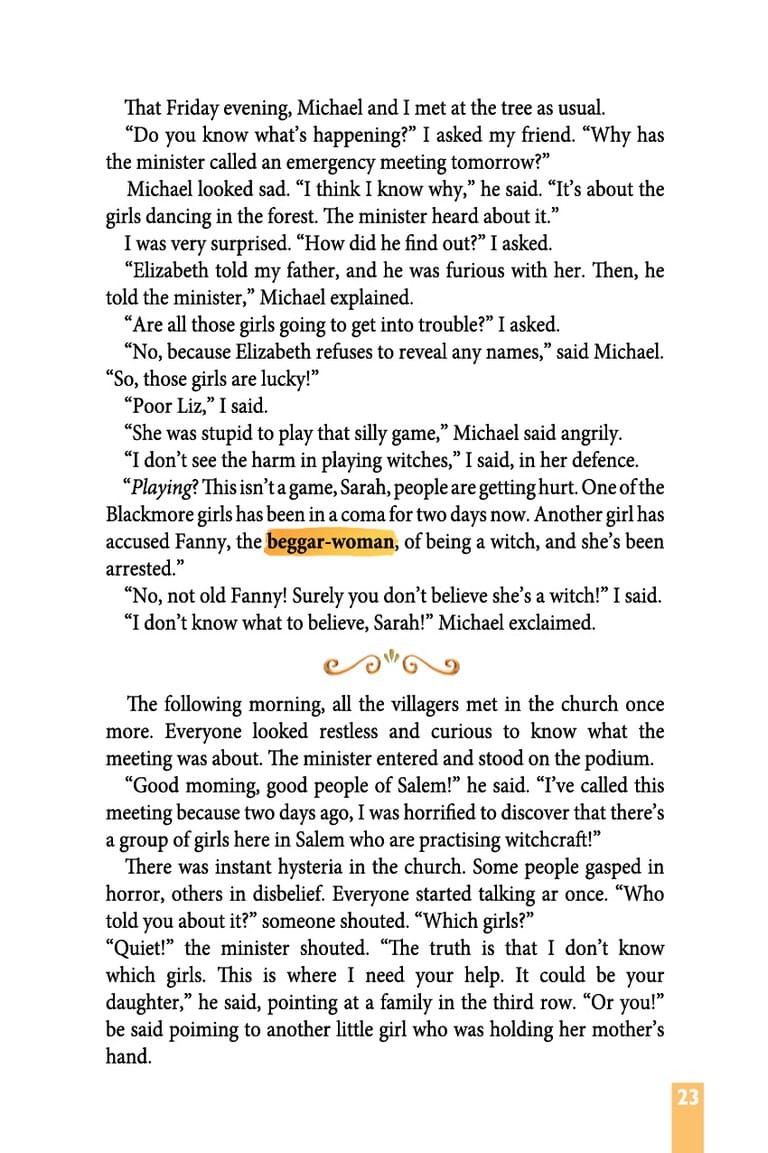 That Friday evening, Michael and I met at the tree as usual.
“Do you know what’s happening?” I asked my friend. “Why has
the minister called an emergency meeting tomorrow?”
Michael looked sad. “I think I know why,” he said. “It’s about the
girls dancing in the forest. The minister heard about it.”
I was very surprised. “How did he find out?” I asked.
“Elizabeth told my father, and he was furious with her. Then, he
told the minister,” Michael explained.
“Are all those girls going to get into trouble?” I asked.
“No, because Elizabeth refuses to reveal any names,” said Michael.
“So, those girls are lucky!”
“Poor Liz,” I said.
“She was stupid to play that silly game,” Michael said angrily.
“I don’t see the harm in playing witches,” I said, in her defence.
“Playing? This isn’t a game, Sarah, people are getting hurt. One of the
Blackmore girls has been in a coma for two days now. Another girl has
accused Fanny, the beggar-woman, of being a witch, and she’s been
arrested.”
“No, not old Fanny! Surely you don’t believe she’s a witch!” I said.
“I don’t know what to believe, Sarah!” Michael exclaimed.
The following morning, all the villagers met in the church once
more. Everyone looked restless and curious to know what the
meeting was about. The minister entered and stood on the podium.
“Good moming, good people of Salem!” he said. “I’ve called this
meeting because two days ago, I was horrified to discover that there’s
a group of girls here in Salem who are practising witchcraft!”
There was instant hysteria in the church. Some people gasped in
horror, others in disbelief. Everyone started talking ar once. “Who
told you about it?” someone shouted. “Which girls?”
“Quiet!” the minister shouted. “The truth is that I don’t know
which girls. This is where I need your help. It could be your
daughter,” he said, pointing at a family in the third row. “Or you!”
be said poiming to another little girl who was holding her mother’s
hand.
23